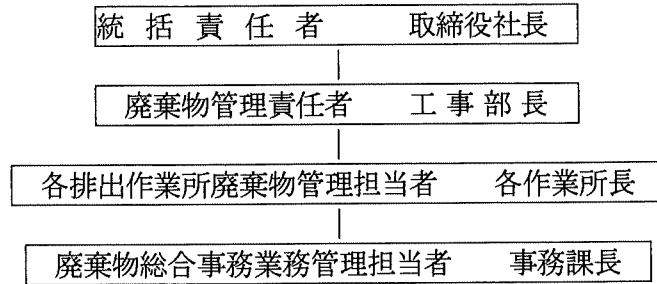 統括責任者　取締役社長
廃棄物管理責任者　工事部長
各排出作業所廃棄物管理担当者　各作業所長
廃棄物総合事務業務管理担当者　事務課長